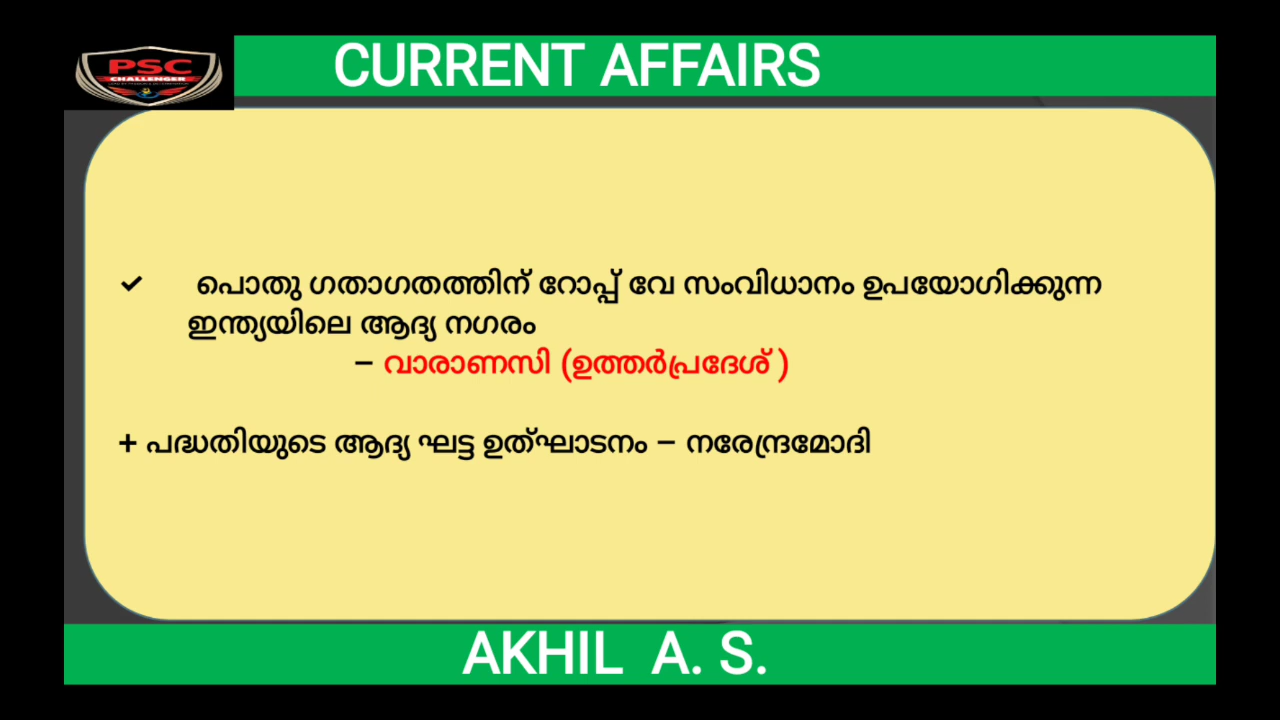 PSC
CHALLENGER
CURRENT AFFAIRS
✓ പൊതു ഗതാഗതത്തിന് റോപ്പ് വേ സംവിധാനം ഉപയോഗിക്കുന്ന
ഇന്ത്യയിലെ ആദ്യ നഗരം
– വാരാണസി (ഉത്തർപ്രദേശ് )
+ പദ്ധതിയുടെ ആദ്യ ഘട്ട ഉത്ഘാടനം – നരേന്ദ്രമോദി
AKHIL A. S.